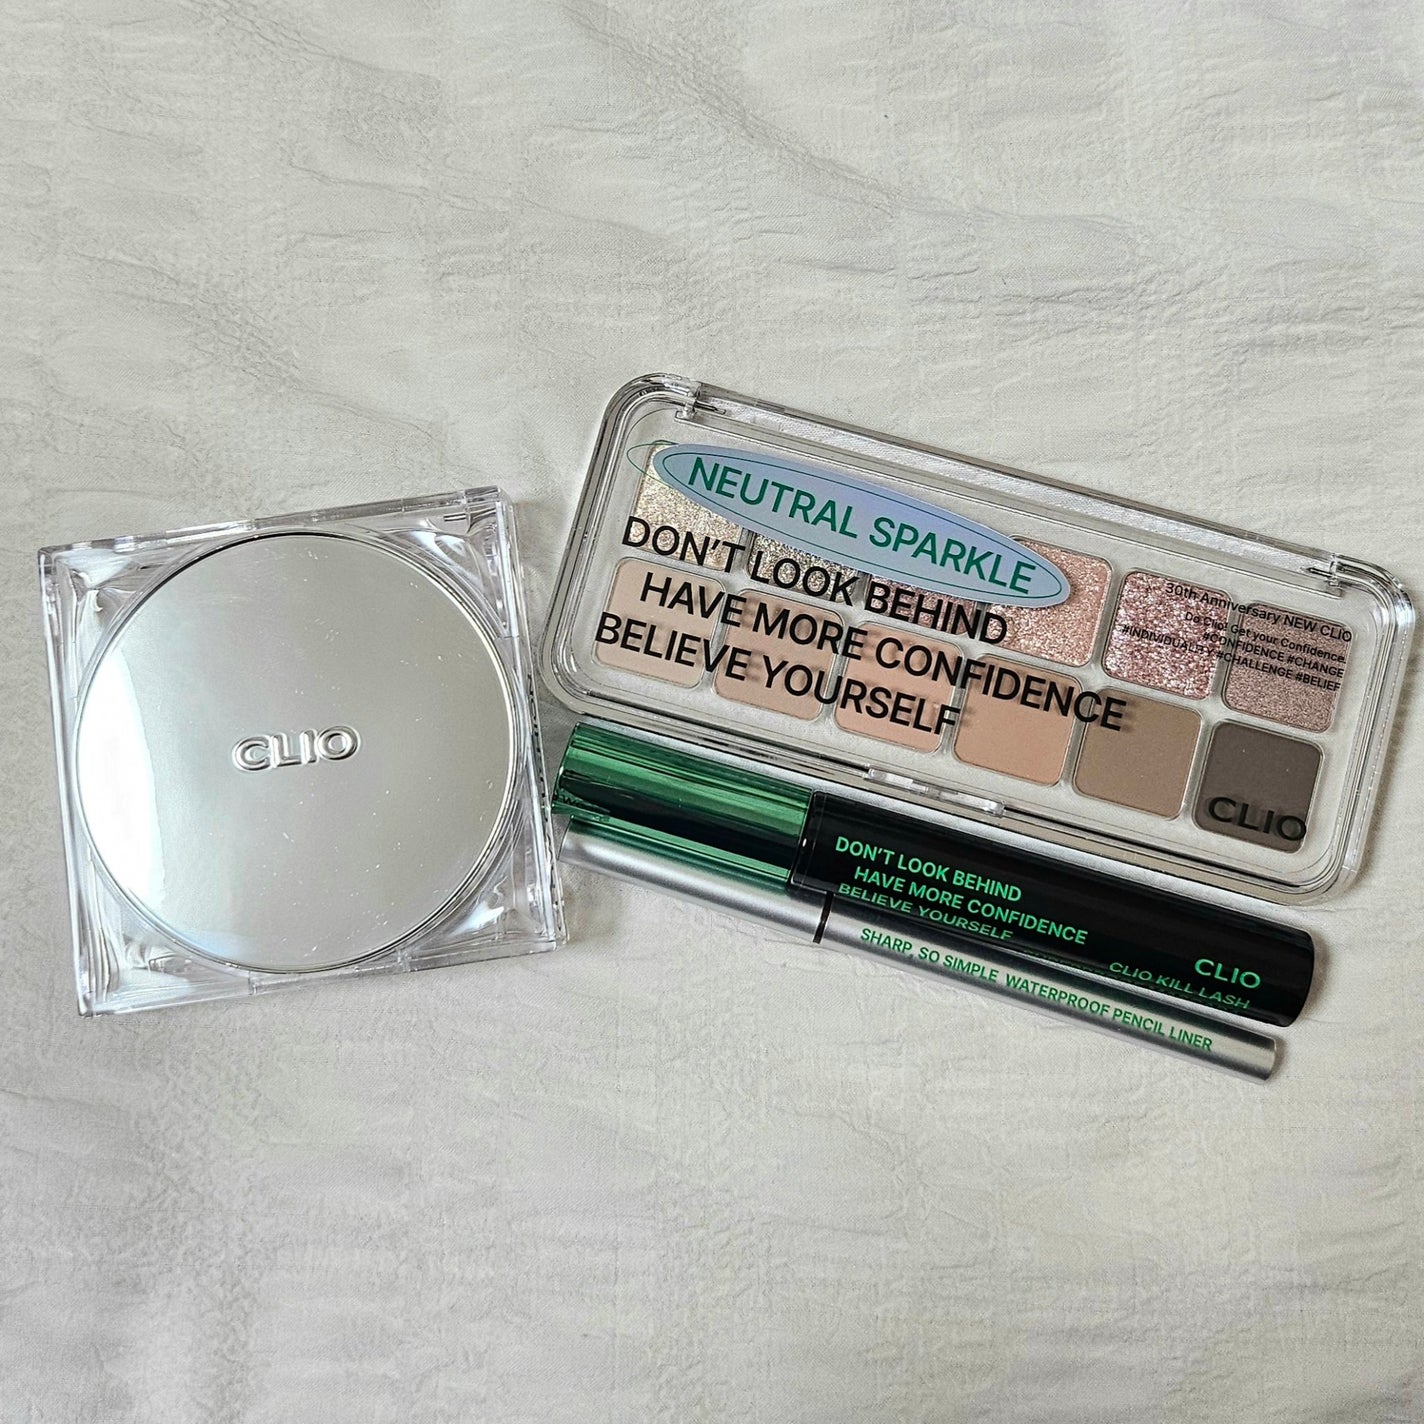 CLIO
NEUTRAL SPARKLE
DON'T LOOK BEHIND
HAVE MORE CONFIDENCE
BELIEVE YOURSELF
30th Anniversary NEW CLIO
Do Clio! Get your Confidence.
#CONFIDENCE #CHANGE
#INDIVIDUALITY #CHALLENGE #BELIEF
CLIO
DON'T LOOK BEHIND
HAVE MORE CONFIDENCE
BELIEVE YOURSELF
CLIO
CLIO KILL LASH
SHARP, SO SIMPLE WATERPROOF PENCIL LINER